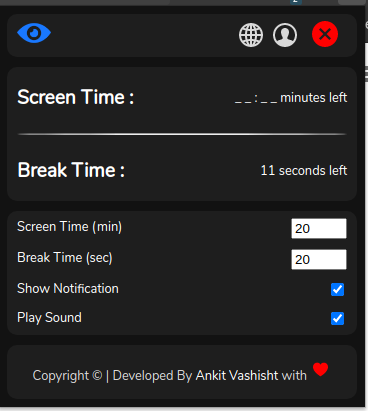 Screen Time :
_ _ : _ _ minutes left
Break Time :
11 seconds left
Screen Time (min)
20
Break Time (sec)
20
Show Notification
Play Sound
Copyright © | Developed By Ankit Vashisht with